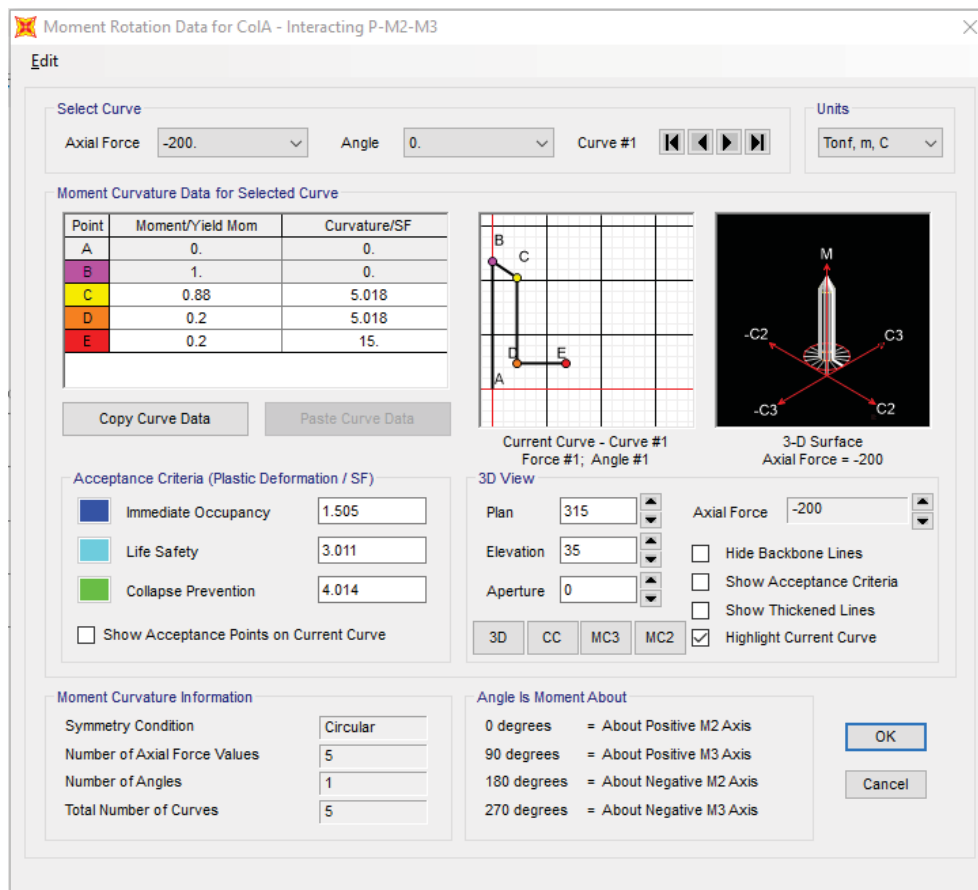 Moment Rotation Data for ColA - Interacting P-M2-M3
Edit
Select Curve
Axial Force -200. Angle 0. Curve #1
Units
Tonf, m, C
Moment Curvature Data for Selected Curve
Point Moment/Yield Mom Curvature/SF
A 0. 0.
B 1. 0.
C 0.88 5.018
D 0.2 5.018
E 0.2 15.
Copy Curve Data Paste Curve Data
B
C
D E
A
Current Curve - Curve #1
Force #1; Angle #1
M
-C2 C3
-C3 C2
3-D Surface
Axial Force = -200
Acceptance Criteria (Plastic Deformation / SF)
Immediate Occupancy 1.505
Life Safety 3.011
Collapse Prevention 4.014
Show Acceptance Points on Current Curve
3D View
Plan 315
Elevation 35
Aperture 0
3D CC MC3 MC2
Axial Force -200
Hide Backbone Lines
Show Acceptance Criteria
Show Thickened Lines
Highlight Current Curve
Moment Curvature Information
Symmetry Condition Circular
Number of Axial Force Values 5
Number of Angles 1
Total Number of Curves 5
Angle Is Moment About
0 degrees = About Positive M2 Axis
90 degrees = About Positive M3 Axis
180 degrees = About Negative M2 Axis
270 degrees = About Negative M3 Axis
OK
Cancel